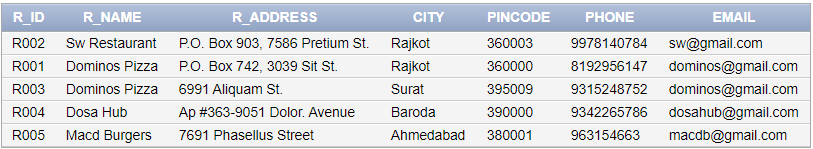 R_ID R_NAME R_ADDRESS CITY PINCODE PHONE EMAIL
R002 Sw Restaurant P.O. Box 903, 7586 Pretium St. Rajkot 360003 9978140784 sw@gmail.com
R001 Dominos Pizza P.O. Box 742, 3039 Sit St. Rajkot 360000 8192956147 dominos@gmail.com
R003 Dominos Pizza 6991 Aliquam St. Surat 395009 9315248752 dominos@gmail.com
R004 Dosa Hub Ap #363-9051 Dolor. Avenue Baroda 390000 9342265786 dosahub@gmail.com
R005 Macd Burgers 7691 Phasellus Street Ahmedabad 380001 963154663 macdb@gmail.com